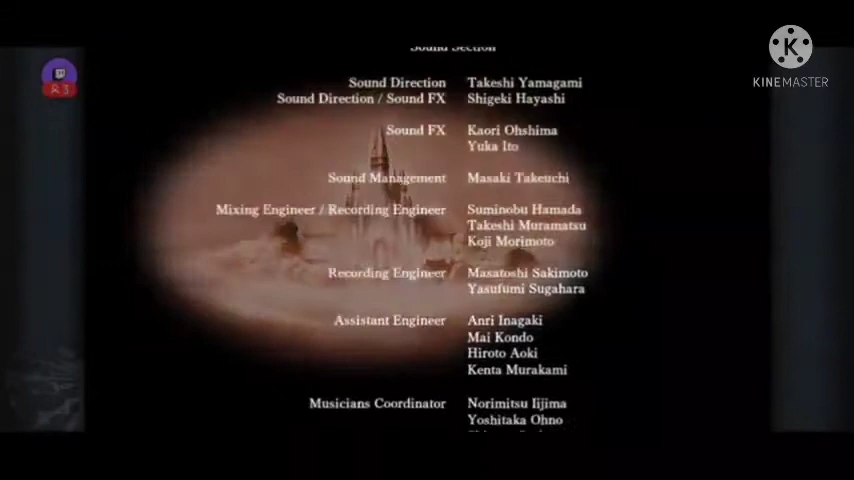 Sound Section
KINEMASTER
K
3
Sound Direction Takeshi Yamagami
Sound Direction / Sound FX Shigeki Hayashi
Sound FX Kaori Ohshima
Yuka Ito
Sound Management Masaki Takeuchi
Mixing Engineer / Recording Engineer Suminobu Hamada
Takeshi Muramatsu
Koji Morimoto
Recording Engineer Masatoshi Sakimoto
Yasufumi Sugahara
Assistant Engineer Anri Inagaki
Mai Kondo
Hiroto Aoki
Kenta Murakami
Musicians Coordinator Norimitsu Iijima
Yoshitaka Ohno